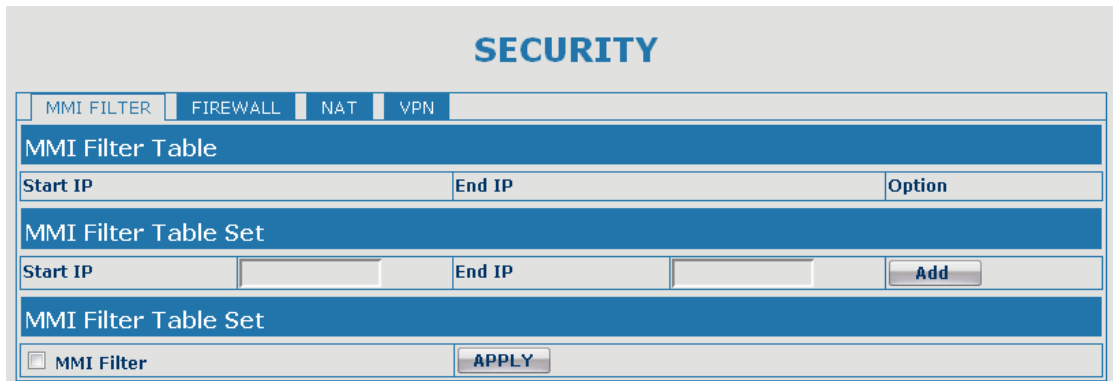 SECURITY
MMI FILTER FIREWALL NAT VPN
MMI Filter Table
Start IP End IP Option
MMI Filter Table Set
Start IP End IP Add
MMI Filter Table Set
MMI Filter APPLY